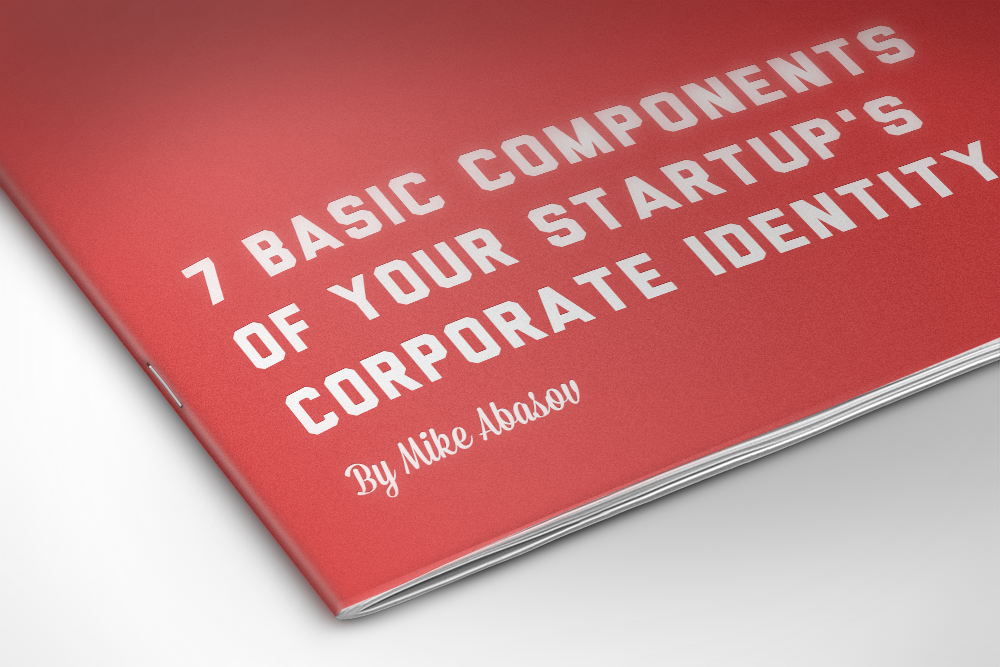 7 BASIC COMPONENTS
OF YOUR STARTUP'S
CORPORATE IDENTITY
By Mike Abasov